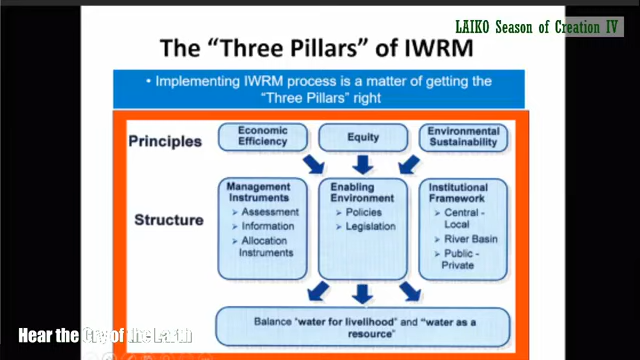 LAIKO Season of Creation IV
The “Three Pillars” of IWRM
• Implementing IWRM process is a matter of getting the
“Three Pillars” right
Principles
Economic
Efficiency
Equity
Environmental
Sustainability
Structure
Management
Instruments
➢ Assessment
➢ Information
➢ Allocation
Instruments
Enabling
Environment
➢ Policies
➢ Legislation
Institutional
Framework
➢ Central -
Local
➢ River Basin
➢ Public -
Private
Balance “water for livelihood” and “water as a
resource”
Hear the Cry of the Earth